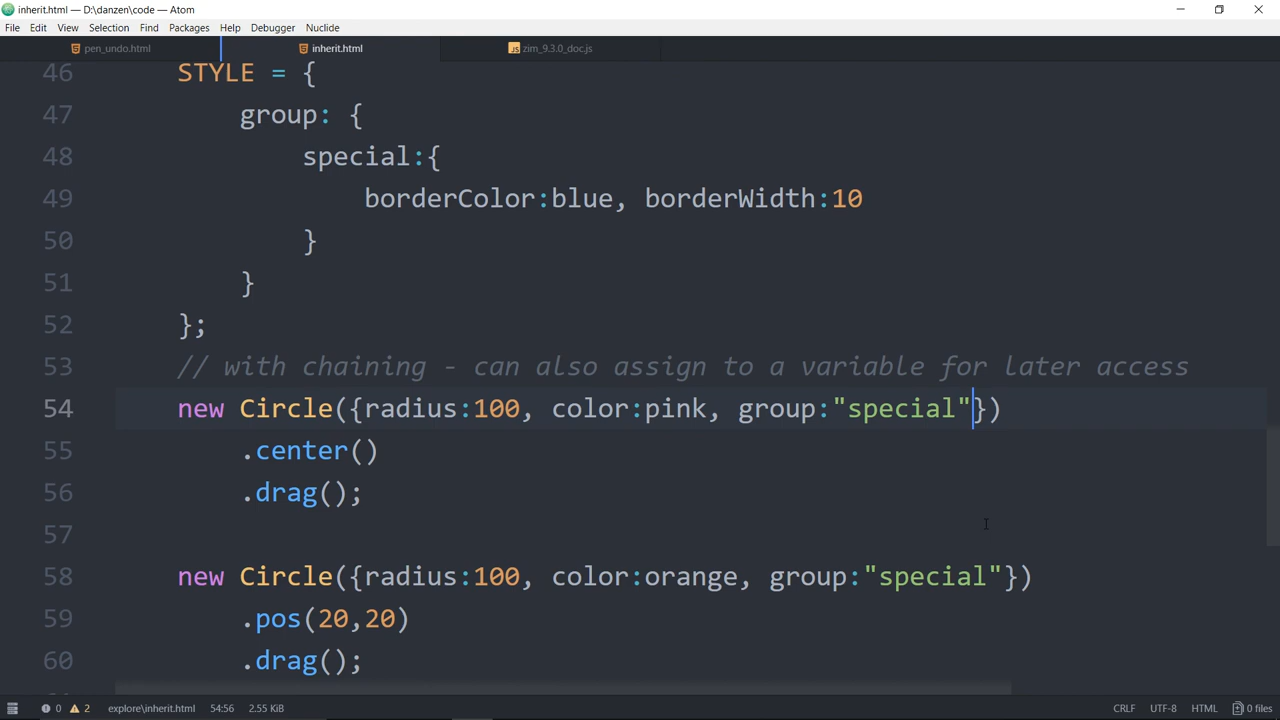 inherit.html — D:\danzen\code — Atom
File Edit View Selection Find Packages Help Debugger Nuclide
pen_undo.html inherit.html JS zim_9.3.0_doc.js
46 STYLE = {
47 group: {
48 special:{
49 borderColor:blue, borderWidth:10
50 }
51 }
52 };
53 // with chaining - can also assign to a variable for later access
54 new Circle({radius:100, color:pink, group:"special"})
55 .center()
56 .drag();
57
58 new Circle({radius:100, color:orange, group:"special"})
59 .pos(20,20)
60 .drag();
0 2 explore\inherit.html 54:56 2.55 KiB CRLF UTF-8 HTML 0 files